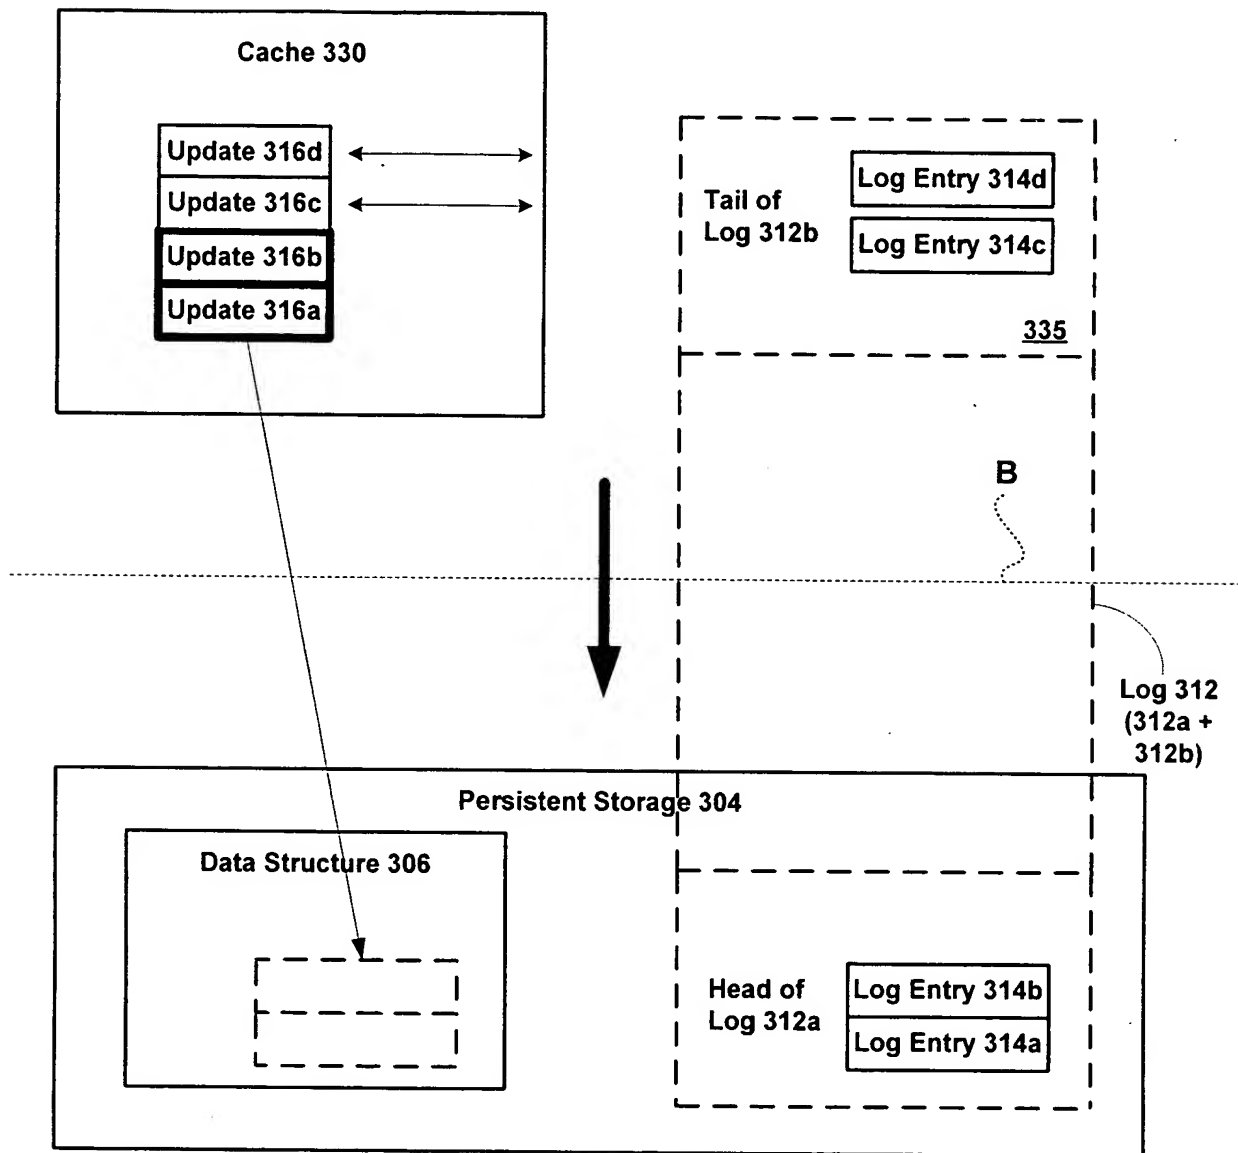 Cache 330
Update 316d
Update 316c
Update 316b
Update 316a
Tail of
Log 312b
Log Entry 314d
Log Entry 314c
335
B
Log 312
(312a +
312b)
Persistent Storage 304
Data Structure 306
Head of
Log 312a
Log Entry 314b
Log Entry 314a